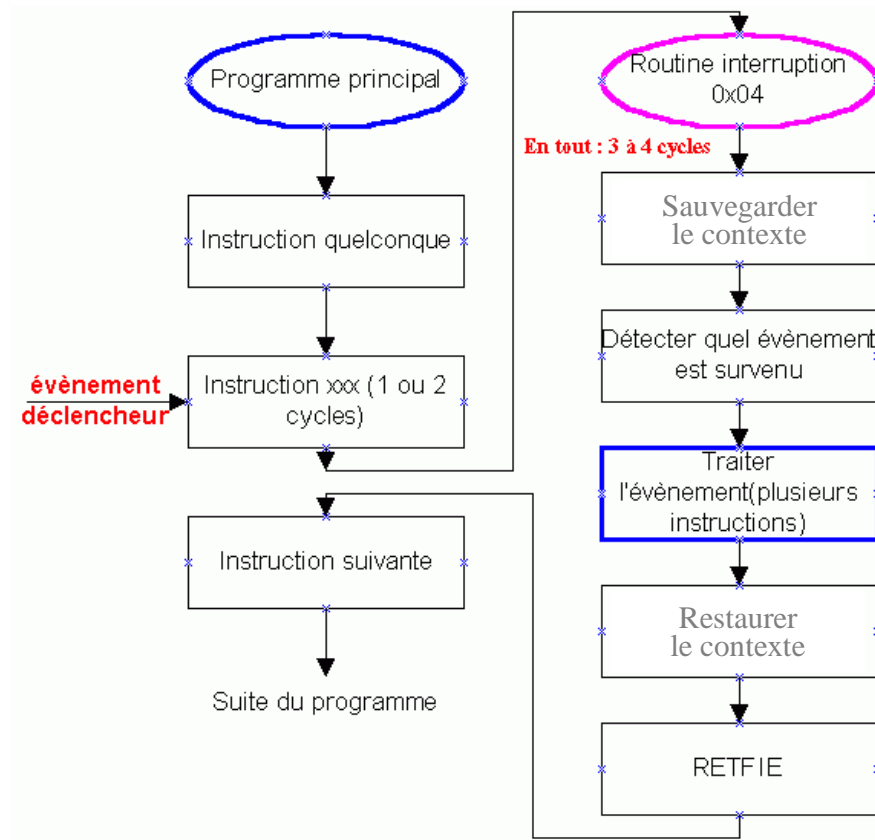 Programme principal
Instruction quelconque
évènement
déclencheur
Instruction xxx (1 ou 2
cycles)
Instruction suivante
Suite du programme
Routine interruption
0x04
En tout : 3 à 4 cycles
Sauvegarder
le contexte
Détecter quel évènement
est survenu
Traiter
l'évènement(plusieurs
instructions)
Restaurer
le contexte
RETFIE